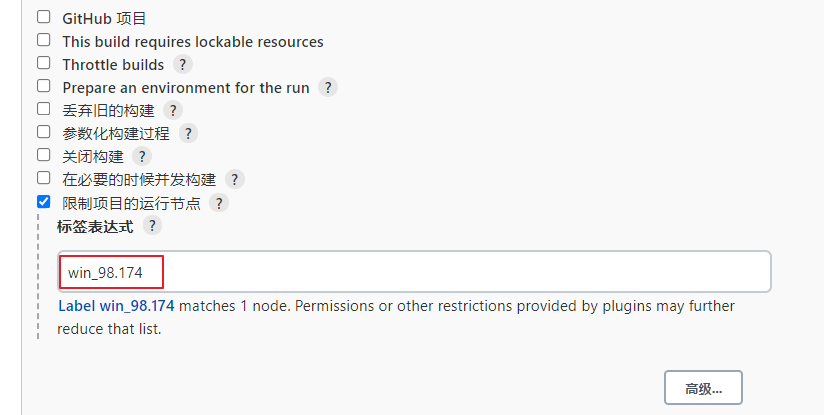 GitHub 项目
This build requires lockable resources
Throttle builds ?
Prepare an environment for the run ?
丢弃旧的构建 ?
参数化构建过程 ?
关闭构建 ?
在必要的时候并发构建 ?
限制项目的运行节点 ?
标签表达式 ?
win_98.174
Label win_98.174 matches 1 node. Permissions or other restrictions provided by plugins may further
reduce that list.
高级...